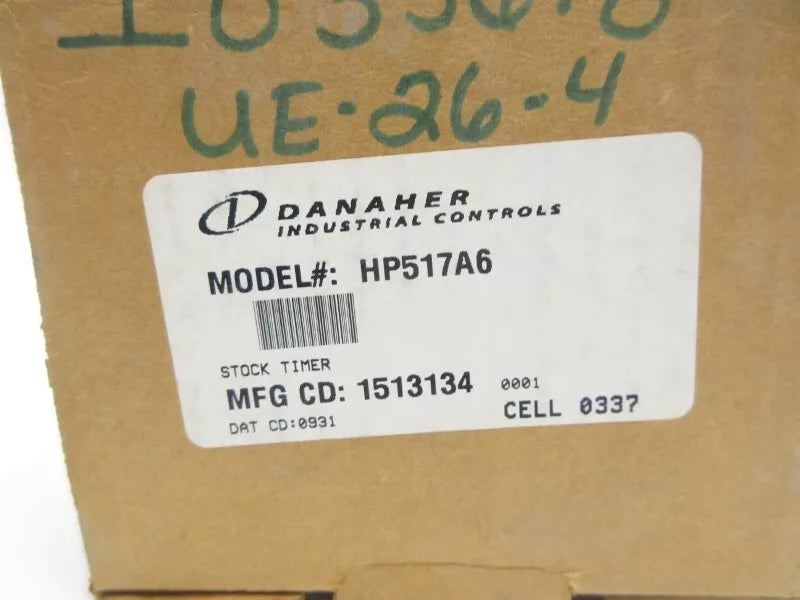 UE-26-4
DANAHER
INDUSTRIAL CONTROLS
MODEL#: HP517A6
STOCK TIMER
MFG CD: 1513134 0001
DAT CD:0931 CELL 0337